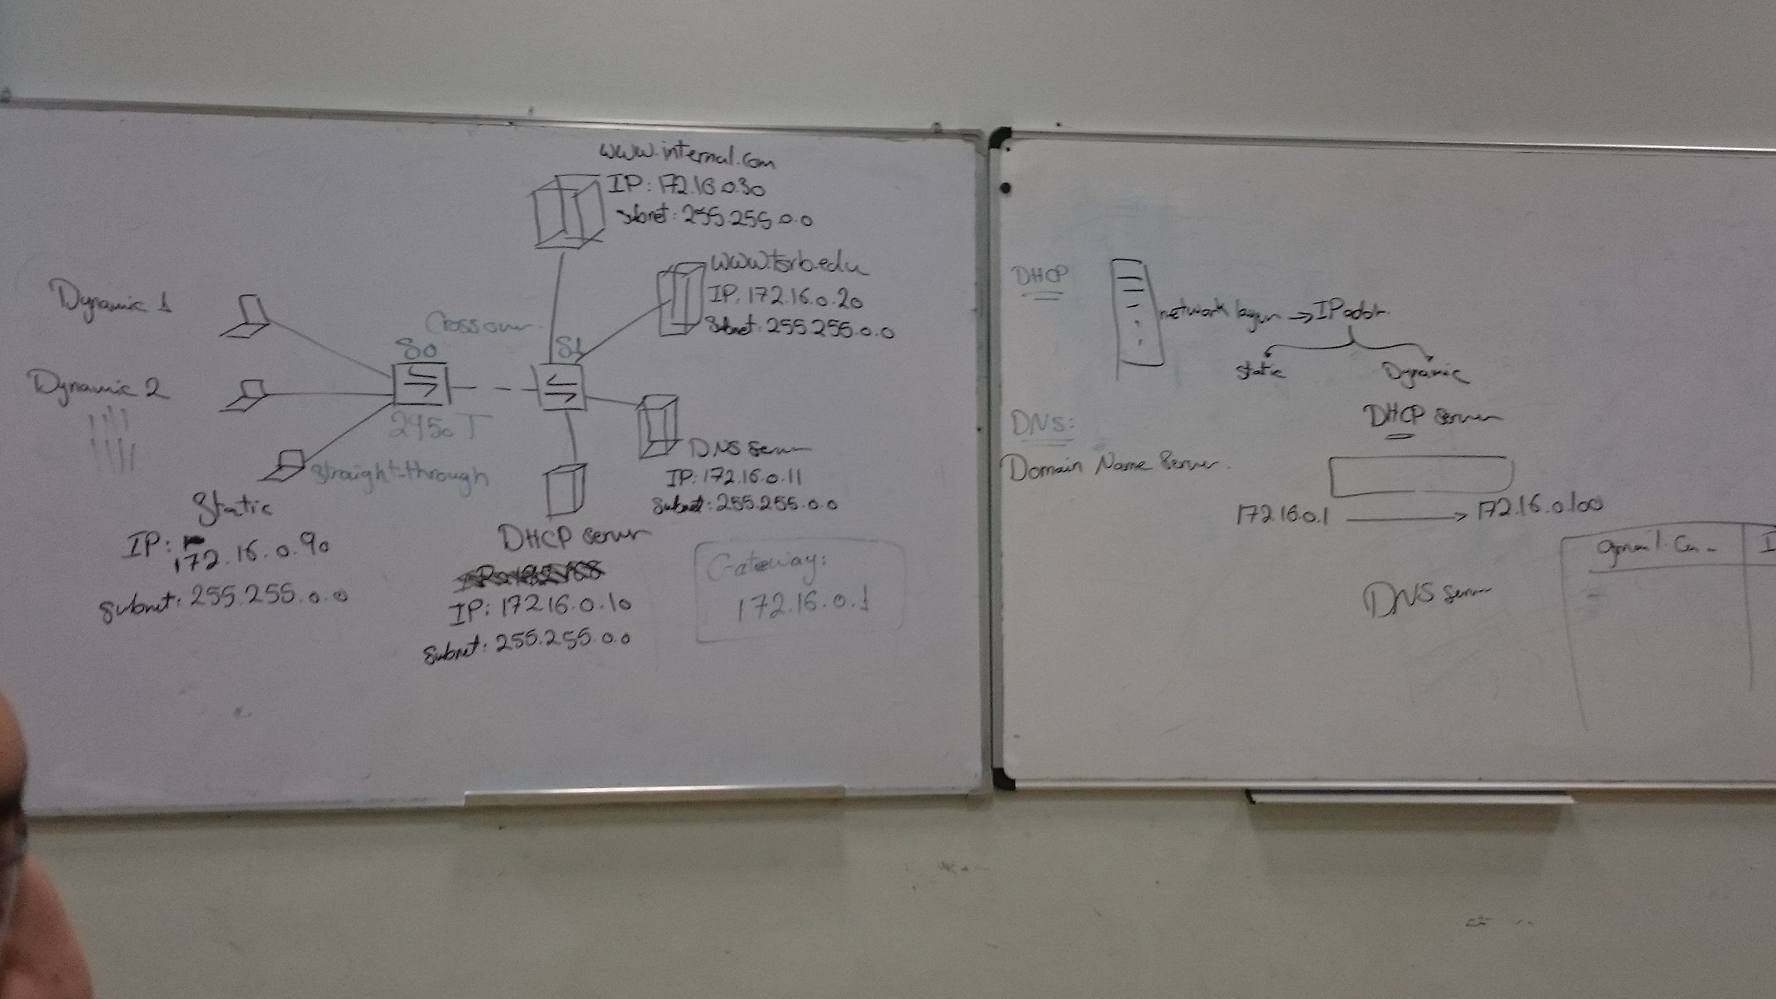 www.internal.com
IP: 172.16.0.30
Subnet: 255.255.0.0
www.tsrb.edu
IP: 172.16.0.20
Subnet: 255.255.0.0
Dynamic 1
Crossover
S0
S1
Dynamic 2
2950T
Straight-through
DNS Server
IP: 172.16.0.11
Subnet: 255.255.0.0
Static
IP: 172.16.0.90
Subnet: 255.255.0.0
DHCP server
IP: 172.16.0.10
Subnet: 255.255.0.0
Gateway:
172.16.0.1
DHCP
network layer → IP addr.
Static
Dynamic
DHCP server
DNS:
Domain Name Server.
172.16.0.1 → 172.16.0.100
DNS server
I